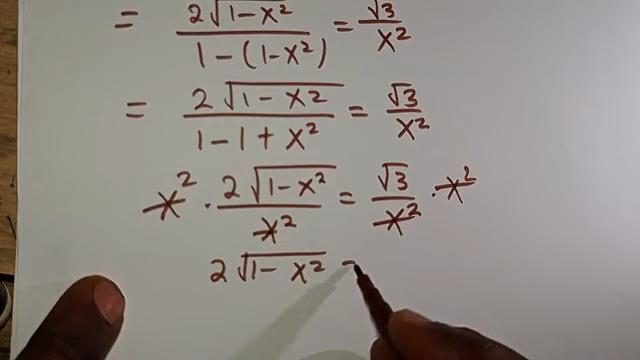 = 2√(1-x²) / 1-(1-x²) = √3 / x²
= 2√(1-x²) / 1-1+x² = √3 / x²
x² · 2√(1-x²) / x² = √3 / x² · x²
2√(1-x²) =